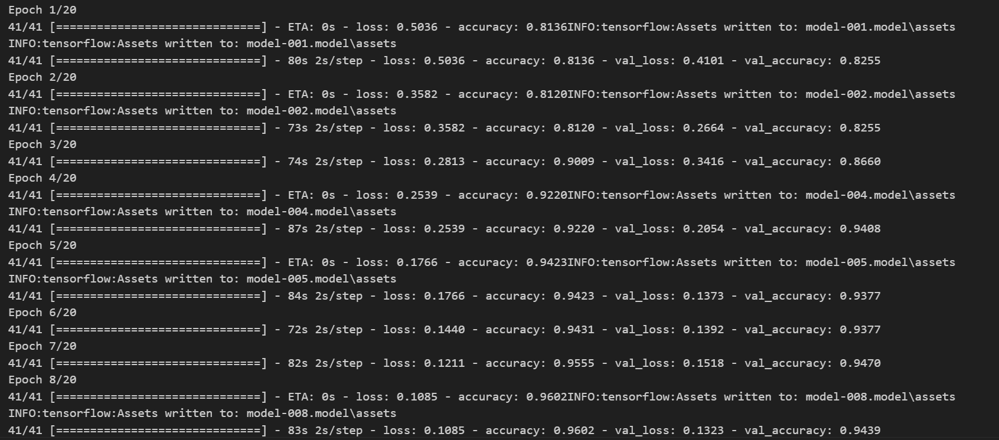 Epoch 1/20
41/41 [==============================] - ETA: 0s - loss: 0.5036 - accuracy: 0.8136INFO:tensorflow:Assets written to: model-001.model\assets
INFO:tensorflow:Assets written to: model-001.model\assets
41/41 [==============================] - 80s 2s/step - loss: 0.5036 - accuracy: 0.8136 - val_loss: 0.4101 - val_accuracy: 0.8255
Epoch 2/20
41/41 [==============================] - ETA: 0s - loss: 0.3582 - accuracy: 0.8120INFO:tensorflow:Assets written to: model-002.model\assets
INFO:tensorflow:Assets written to: model-002.model\assets
41/41 [==============================] - 73s 2s/step - loss: 0.3582 - accuracy: 0.8120 - val_loss: 0.2664 - val_accuracy: 0.8255
Epoch 3/20
41/41 [==============================] - 74s 2s/step - loss: 0.2813 - accuracy: 0.9009 - val_loss: 0.3416 - val_accuracy: 0.8660
Epoch 4/20
41/41 [==============================] - ETA: 0s - loss: 0.2539 - accuracy: 0.9220INFO:tensorflow:Assets written to: model-004.model\assets
INFO:tensorflow:Assets written to: model-004.model\assets
41/41 [==============================] - 87s 2s/step - loss: 0.2539 - accuracy: 0.9220 - val_loss: 0.2054 - val_accuracy: 0.9408
Epoch 5/20
41/41 [==============================] - ETA: 0s - loss: 0.1766 - accuracy: 0.9423INFO:tensorflow:Assets written to: model-005.model\assets
INFO:tensorflow:Assets written to: model-005.model\assets
41/41 [==============================] - 84s 2s/step - loss: 0.1766 - accuracy: 0.9423 - val_loss: 0.1373 - val_accuracy: 0.9377
Epoch 6/20
41/41 [==============================] - 72s 2s/step - loss: 0.1440 - accuracy: 0.9431 - val_loss: 0.1392 - val_accuracy: 0.9377
Epoch 7/20
41/41 [==============================] - 82s 2s/step - loss: 0.1211 - accuracy: 0.9555 - val_loss: 0.1518 - val_accuracy: 0.9470
Epoch 8/20
41/41 [==============================] - ETA: 0s - loss: 0.1085 - accuracy: 0.9602INFO:tensorflow:Assets written to: model-008.model\assets
INFO:tensorflow:Assets written to: model-008.model\assets
41/41 [==============================] - 83s 2s/step - loss: 0.1085 - accuracy: 0.9602 - val_loss: 0.1323 - val_accuracy: 0.9439